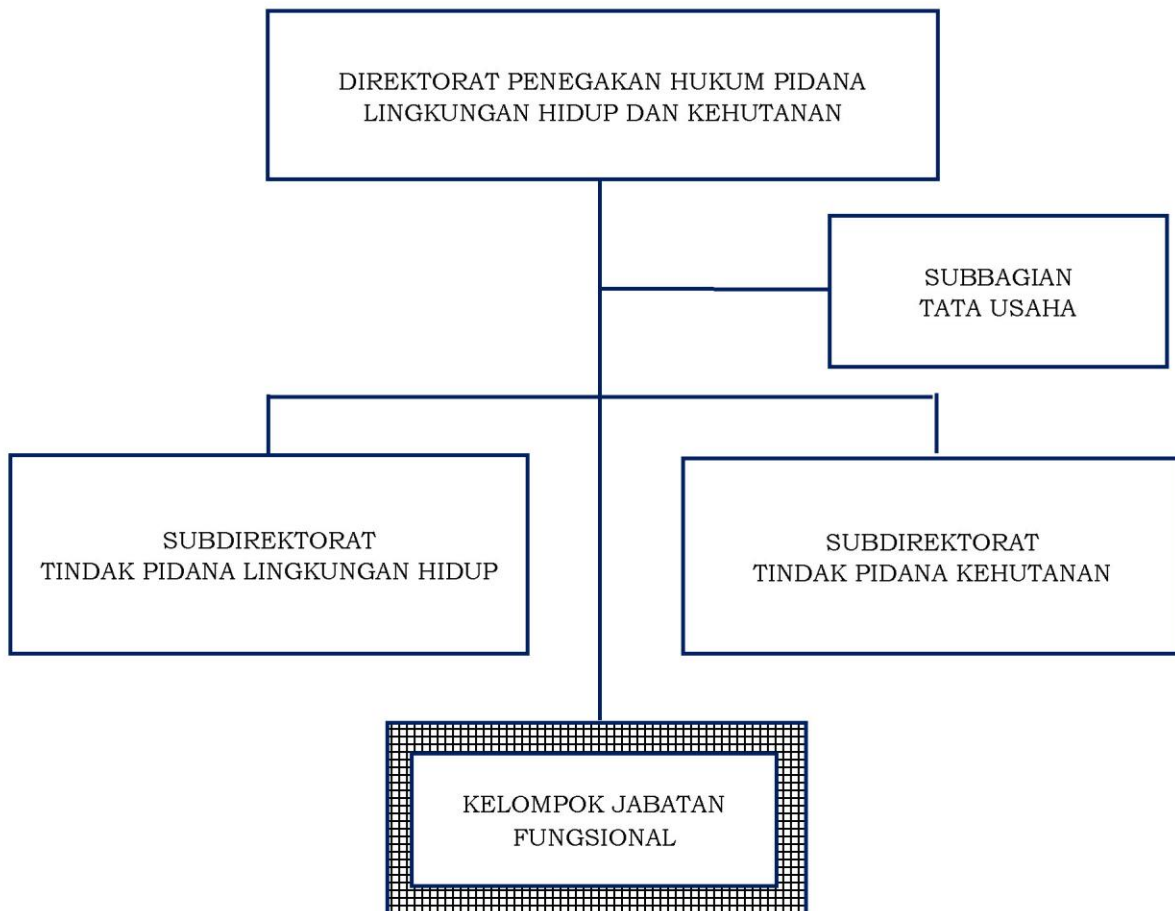 DIREKTORAT PENEGAKAN HUKUM PIDANA
LINGKUNGAN HIDUP DAN KEHUTANAN
SUBBAGIAN
TATA USAHA
SUBDIREKTORAT
TINDAK PIDANA LINGKUNGAN HIDUP
SUBDIREKTORAT
TINDAK PIDANA KEHUTANAN
KELOMPOK JABATAN
FUNGSIONAL